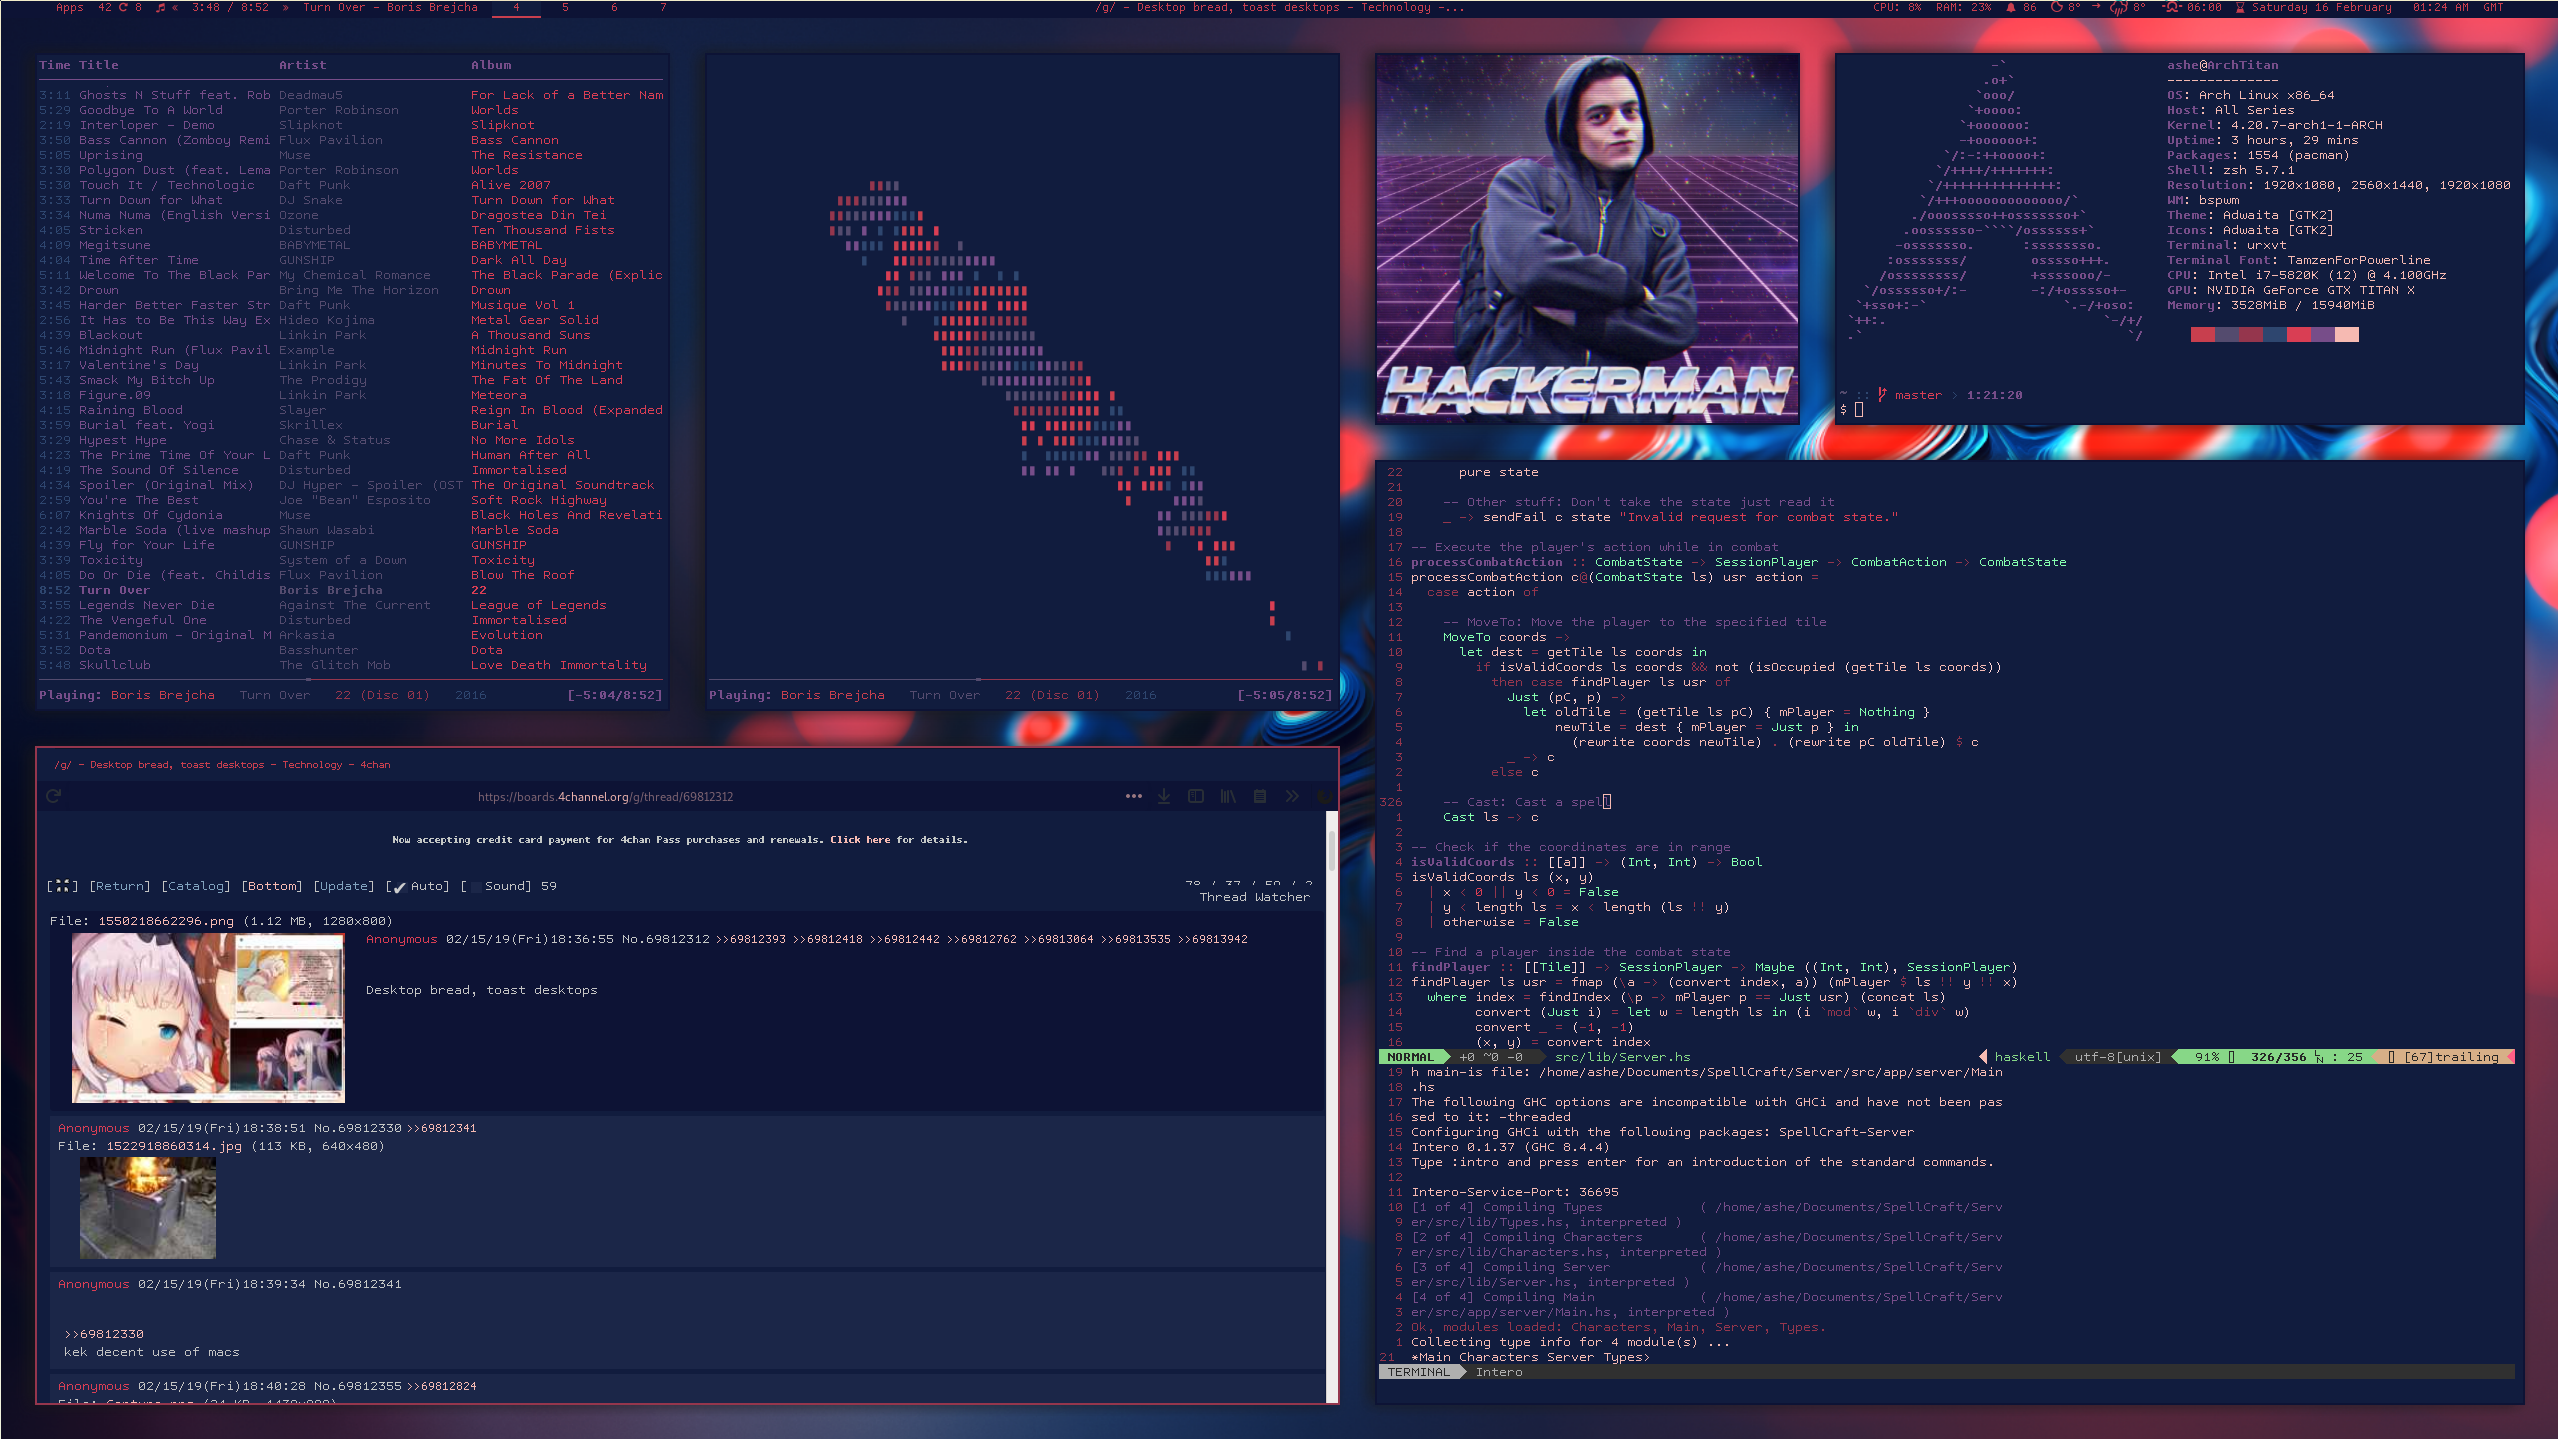 Apps 42 8 « 3:48 / 8:52 » Turn Over - Boris Brejcha 4 5 6 7
/g/ - Desktop bread, toast desktops - Technology -...
CPU: 8% RAM: 23% 86 8° → 8° 06:00 Saturday 16 February 01:24 AM GMT
Time Title Artist Album
3:11 Ghosts N Stuff feat. Rob Deadmau5 For Lack of a Better Nam
5:29 Goodbye To A World Porter Robinson Worlds
2:19 Interloper - Demo Slipknot Slipknot
3:50 Bass Cannon (Zomboy Remi Flux Pavilion Bass Cannon
5:05 Uprising Muse The Resistance
3:30 Polygon Dust (feat. Lema Porter Robinson Worlds
5:30 Touch It / Technologic Daft Punk Alive 2007
3:33 Turn Down for What DJ Snake Turn Down for What
3:34 Numa Numa (English Versi Ozone Dragostea Din Tei
4:05 Stricken Disturbed Ten Thousand Fists
4:09 Megitsune BABYMETAL BABYMETAL
4:04 Time After Time GUNSHIP Dark All Day
5:11 Welcome To The Black Par My Chemical Romance The Black Parade (Explic
3:42 Drown Bring Me The Horizon Drown
3:45 Harder Better Faster Str Daft Punk Musique Vol 1
2:56 It Has to Be This Way Ex Hideo Kojima Metal Gear Solid
4:39 Blackout Linkin Park A Thousand Suns
5:46 Midnight Run (Flux Pavil Example Midnight Run
3:17 Valentine's Day Linkin Park Minutes To Midnight
5:43 Smack My Bitch Up The Prodigy The Fat Of The Land
3:18 Figure.09 Linkin Park Meteora
4:15 Raining Blood Slayer Reign In Blood (Expanded
3:59 Burial feat. Yogi Skrillex Burial
3:29 Hypest Hype Chase & Status No More Idols
4:23 The Prime Time Of Your L Daft Punk Human After All
4:19 The Sound Of Silence Disturbed Immortalised
4:34 Spoiler (Original Mix) DJ Hyper - Spoiler (OST The Original Soundtrack
2:59 You're The Best Joe "Bean" Esposito Soft Rock Highway
6:07 Knights Of Cydonia Muse Black Holes And Revelati
2:42 Marble Soda (live mashup Shawn Wasabi Marble Soda
4:39 Fly for Your Life GUNSHIP GUNSHIP
3:39 Toxicity System of a Down Toxicity
4:05 Do Or Die (feat. Childis Flux Pavilion Blow The Roof
8:52 Turn Over Boris Brejcha 22
3:55 Legends Never Die Against The Current League of Legends
4:22 The Vengeful One Disturbed Immortalised
5:31 Pandemonium - Original M Arkasia Evolution
3:52 Dota Basshunter Dota
5:48 Skullclub The Glitch Mob Love Death Immortality
Playing: Boris Brejcha Turn Over 22 (Disc 01) 2016 [-5:04/8:52]
Playing: Boris Brejcha Turn Over 22 (Disc 01) 2016 [-5:05/8:52]
HACKERMAN
ashe@ArchTitan
--------------
OS: Arch Linux x86_64
Host: All Series
Kernel: 4.20.7-arch1-1-ARCH
Uptime: 3 hours, 29 mins
Packages: 1554 (pacman)
Shell: zsh 5.7.1
Resolution: 1920x1080, 2560x1440, 1920x1080
WM: bspwm
Theme: Adwaita [GTK2]
Icons: Adwaita [GTK2]
Terminal: urxvt
Terminal Font: TamzenForPowerline
CPU: Intel i7-5820K (12) @ 4.100GHz
GPU: NVIDIA GeForce GTX TITAN X
Memory: 3528MiB / 15940MiB
~ :: master > 1:21:20
$
22 pure state
21
20 -- Other stuff: Don't take the state just read it
19 _ -> sendFail c state "Invalid request for combat state."
18
17 -- Execute the player's action while in combat
16 processCombatAction :: CombatState -> SessionPlayer -> CombatAction -> CombatState
15 processCombatAction c@(CombatState ls) usr action =
14 case action of
13
12 -- MoveTo: Move the player to the specified tile
11 MoveTo coords ->
10 let dest = getTile ls coords in
9 if isValidCoords ls coords && not (isOccupied (getTile ls coords))
8 then case findPlayer ls usr of
7 Just (pC, p) ->
6 let oldTile = (getTile ls pC) { mPlayer = Nothing }
5 newTile = dest { mPlayer = Just p } in
4 (rewrite coords newTile) . (rewrite pC oldTile) $ c
3 _ -> c
2 else c
1
326 -- Cast: Cast a spell
1 Cast ls -> c
2
3 -- Check if the coordinates are in range
4 isValidCoords :: [[a]] -> (Int, Int) -> Bool
5 isValidCoords ls (x, y)
6 | x < 0 || y < 0 = False
7 | y < length ls = x < length (ls !! y)
8 | otherwise = False
9
10 -- Find a player inside the combat state
11 findPlayer :: [[Tile]] -> SessionPlayer -> Maybe ((Int, Int), SessionPlayer)
12 findPlayer ls usr = fmap (\a -> (convert index, a)) (mPlayer $ ls !! y !! x)
13 where index = findIndex (\p -> mPlayer p == Just usr) (concat ls)
14 convert (Just i) = let w = length ls in (i `mod` w, i `div` w)
15 convert _ = (-1, -1)
16 (x, y) = convert index
NORMAL +0 ~0 -0 src/lib/Server.hs haskell utf-8[unix] 91% 326/356 : 25 [67]trailing
19 h main-is file: /home/ashe/Documents/SpellCraft/Server/src/app/server/Main
18 .hs
17 The following GHC options are incompatible with GHCi and have not been pas
16 sed to it: -threaded
15 Configuring GHCi with the following packages: SpellCraft-Server
14 Intero 0.1.37 (GHC 8.4.4)
13 Type :intro and press enter for an introduction of the standard commands.
12
11 Intero-Service-Port: 36695
10 [1 of 4] Compiling Types ( /home/ashe/Documents/SpellCraft/Serv
9 er/src/lib/Types.hs, interpreted )
8 [2 of 4] Compiling Characters ( /home/ashe/Documents/SpellCraft/Serv
7 er/src/lib/Characters.hs, interpreted )
6 [3 of 4] Compiling Server ( /home/ashe/Documents/SpellCraft/Serv
5 er/src/lib/Server.hs, interpreted )
4 [4 of 4] Compiling Main ( /home/ashe/Documents/SpellCraft/Serv
3 er/src/app/server/Main.hs, interpreted )
2 Ok, modules loaded: Characters, Main, Server, Types.
1 Collecting type info for 4 module(s) ...
21 *Main Characters Server Types>
TERMINAL Intero
/g/ - Desktop bread, toast desktops - Technology - 4chan
https://boards.4channel.org/g/thread/69812312
Now accepting credit card payment for 4chan Pass purchases and renewals. Click here for details.
[Return] [Catalog] [Bottom] [Update] [✔ Auto] [ Sound] 59
78 / 37 / 59 / 2
Thread Watcher
File: 1550218662296.png (1.12 MB, 1280x800)
Anonymous 02/15/19(Fri)18:36:55 No.69812312 >>69812393 >>69812418 >>69812442 >>69812762 >>69813064 >>69813535 >>69813942
Desktop bread, toast desktops
Anonymous 02/15/19(Fri)18:38:51 No.69812330 >>69812341
File: 1522918860314.jpg (113 KB, 640x480)
Anonymous 02/15/19(Fri)18:39:34 No.69812341
>>69812330
kek decent use of macs
Anonymous 02/15/19(Fri)18:40:28 No.69812355 >>69812824